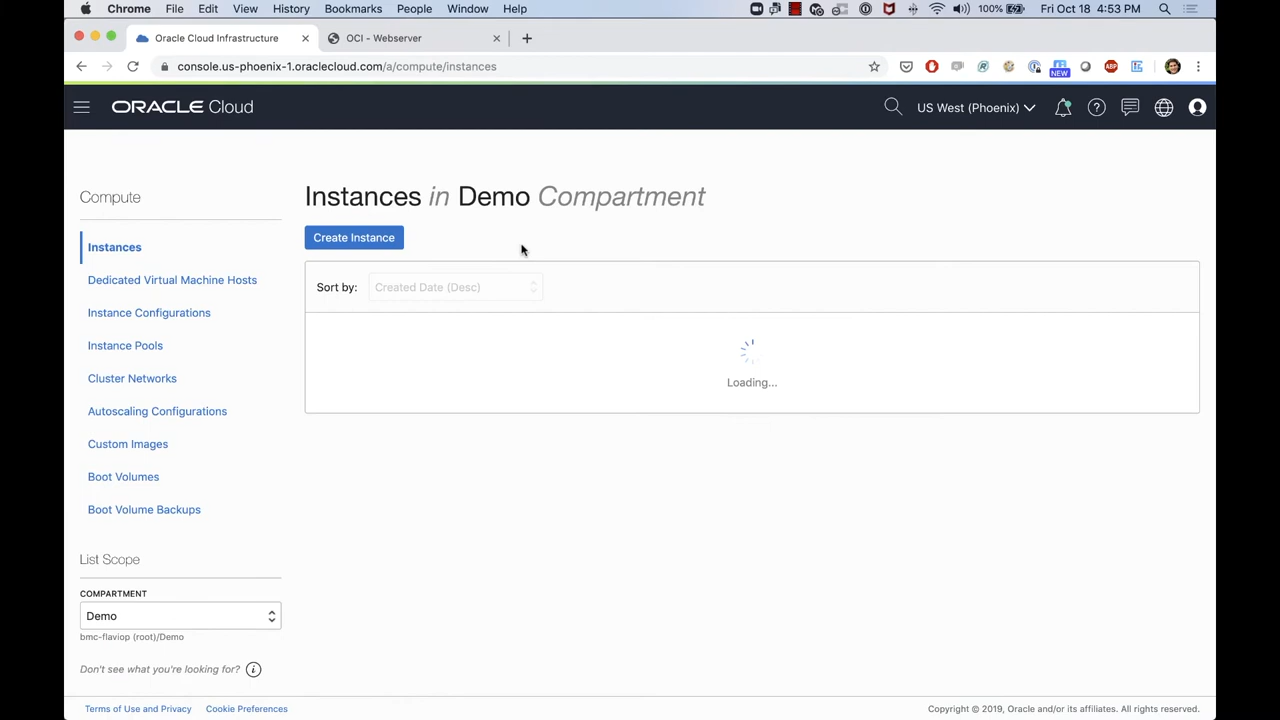 Chrome File Edit View History Bookmarks People Window Help 100% Fri Oct 18 4:53 PM
Oracle Cloud Infrastructure OCI - Webserver
console.us-phoenix-1.oraclecloud.com/a/compute/instances
NEW ABP
ORACLE Cloud US West (Phoenix)
Compute
Instances
Dedicated Virtual Machine Hosts
Instance Configurations
Instance Pools
Cluster Networks
Autoscaling Configurations
Custom Images
Boot Volumes
Boot Volume Backups
List Scope
COMPARTMENT
Demo
bmc-flaviop (root)/Demo
Don't see what you're looking for?
Instances in Demo Compartment
Create Instance
Sort by: Created Date (Desc)
Loading...
Terms of Use and Privacy Cookie Preferences
Copyright © 2019, Oracle and/or its affiliates. All rights reserved.